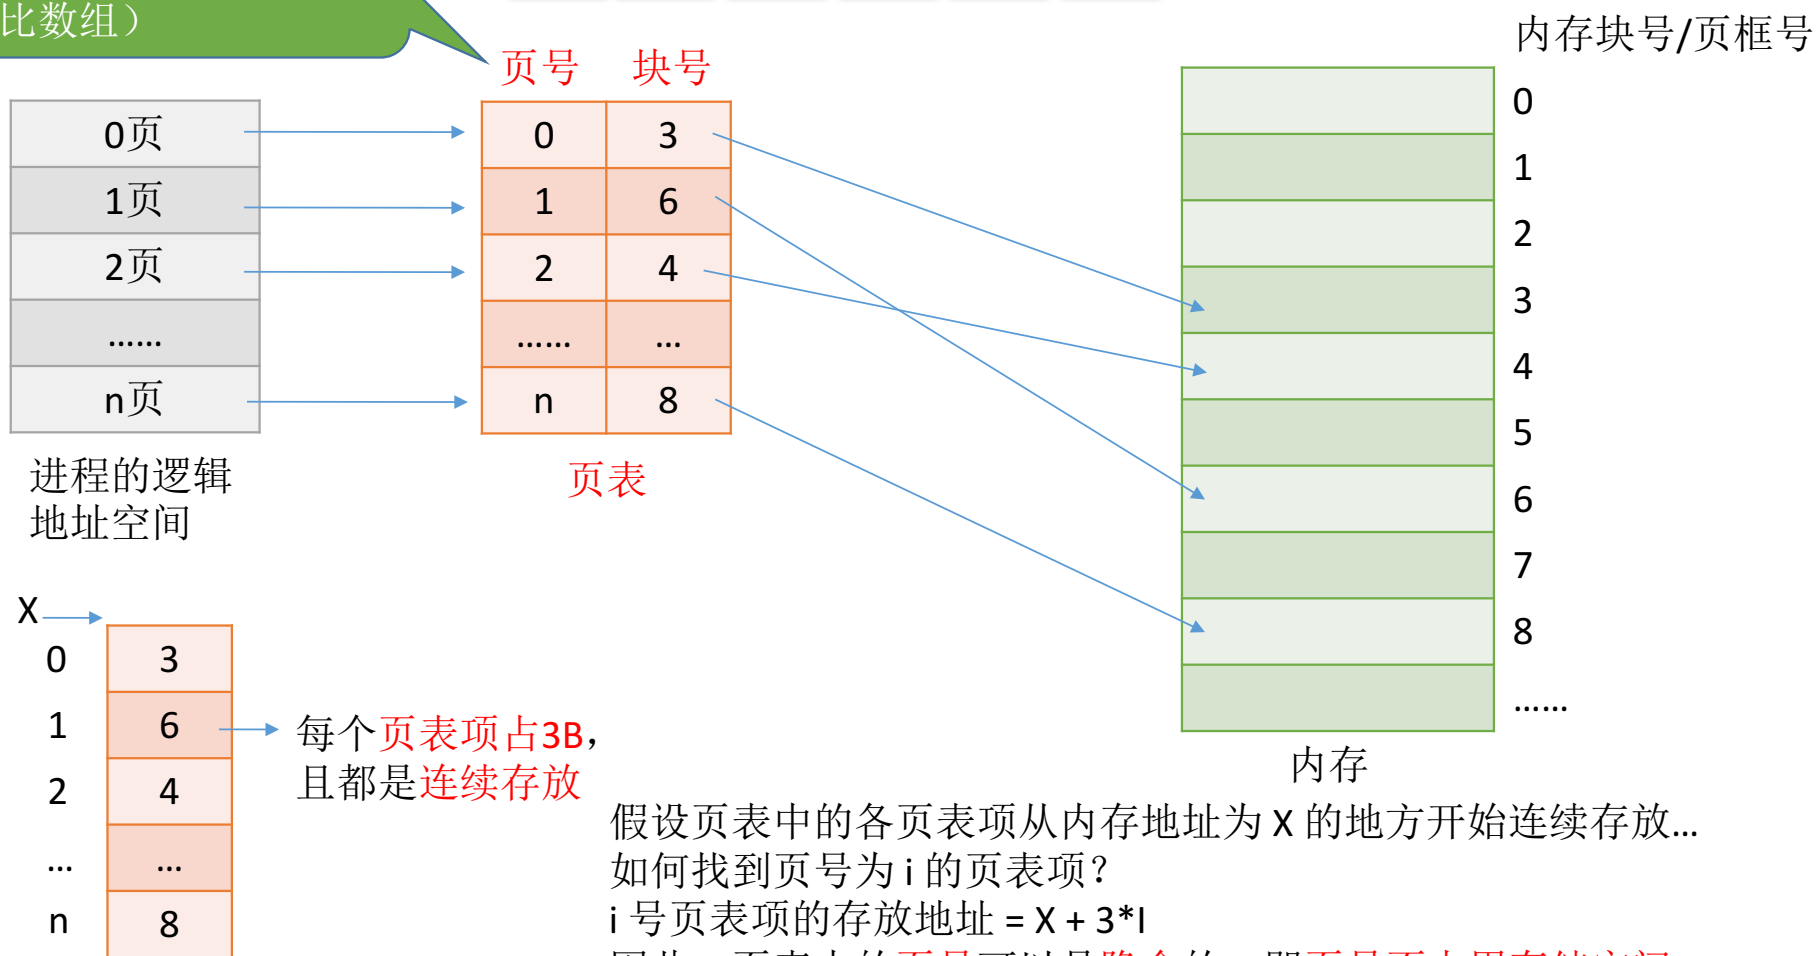 比数组）
页号 块号
内存块号/页框号
0页
1页
2页
......
n页
进程的逻辑
地址空间
0 3
1 6
2 4
...... ...
n 8
页表
0
1
2
3
4
5
6
7
8
......
内存
X
0 3
1 6
2 4
... ...
n 8
每个页表项占3B，
且都是连续存放
假设页表中的各页表项从内存地址为 X 的地方开始连续存放...
如何找到页号为 i 的页表项？
i 号页表项的存放地址 = X + 3*I